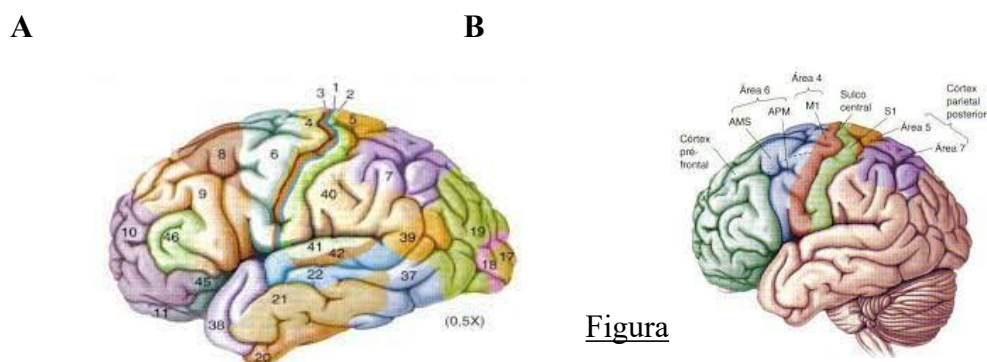 A
B
3 1 2
4
5
6
8
7
9
40
10
46
19
41
42
39
18 17
45
22
37
11
21
38
(0,5X)
20
Área 4
Área 6
M1
Sulco
central
Córtex
parietal
posterior
APM
AMS
S1
Área 5
Córtex
pré-
frontal
Área 7
Figura